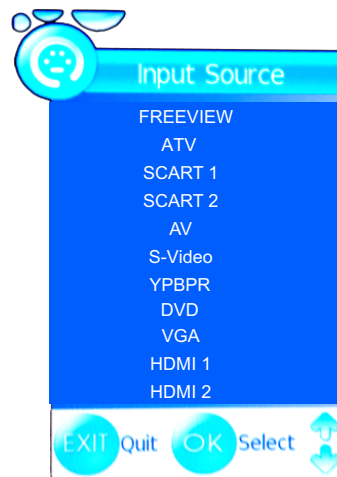 Input Source
FREEVIEW
ATV
SCART 1
SCART 2
AV
S-Video
YPBPR
DVD
VGA
HDMI 1
HDMI 2
EXIT Quit OK Select